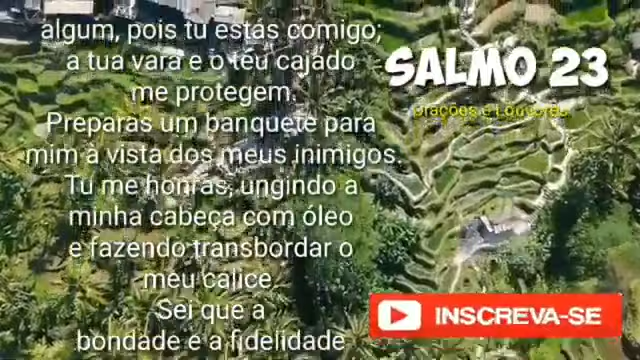 algum, pois tu estás comigo;
a tua vara e o teu cajado
me protegem.
Preparas um banquete para
mim à vista dos meus inimigos.
Tu me honras, ungindo a
minha cabeça com óleo
e fazendo transbordar o
meu cálice.
Sei que a
bondade e a fidelidade
SALMO 23
Orações e Louvores
INSCREVA-SE